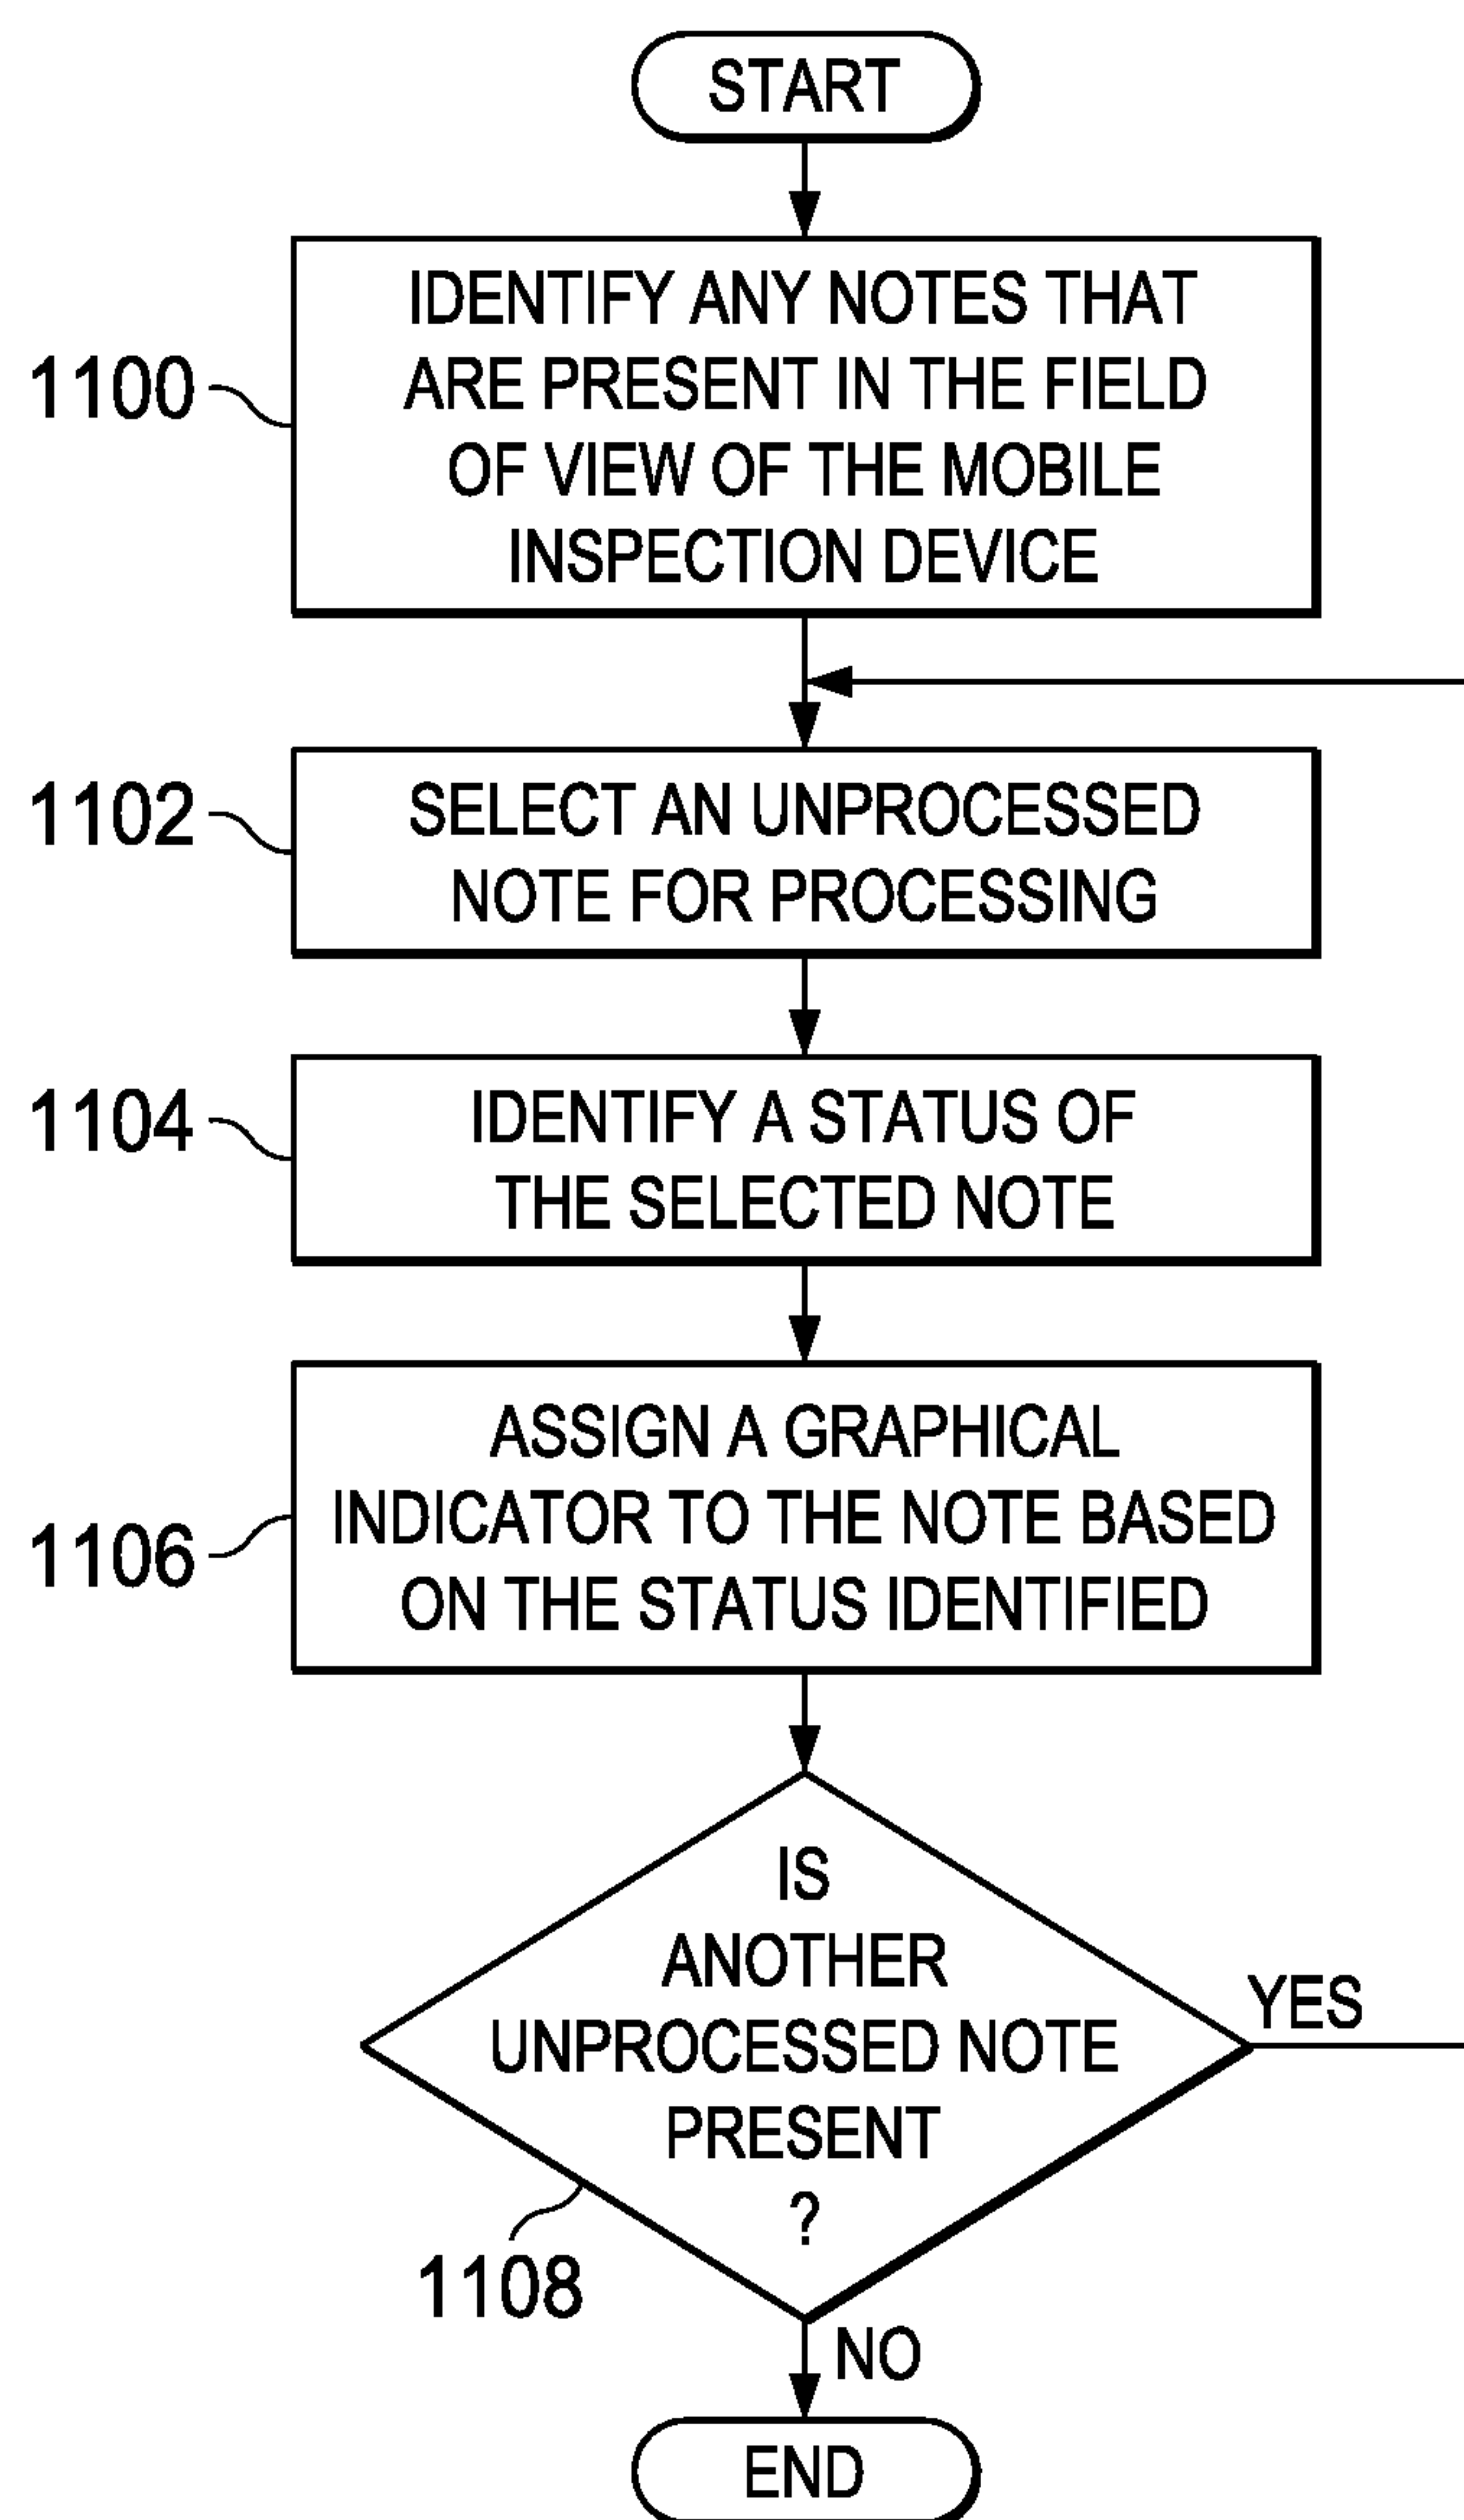 START
IDENTIFY ANY NOTES THAT
ARE PRESENT IN THE FIELD
OF VIEW OF THE MOBILE
INSPECTION DEVICE
1100
SELECT AN UNPROCESSED
NOTE FOR PROCESSING
1102
IDENTIFY A STATUS OF
THE SELECTED NOTE
1104
ASSIGN A GRAPHICAL
INDICATOR TO THE NOTE BASED
ON THE STATUS IDENTIFIED
1106
IS
ANOTHER
UNPROCESSED NOTE
PRESENT
?
YES
1108
NO
END